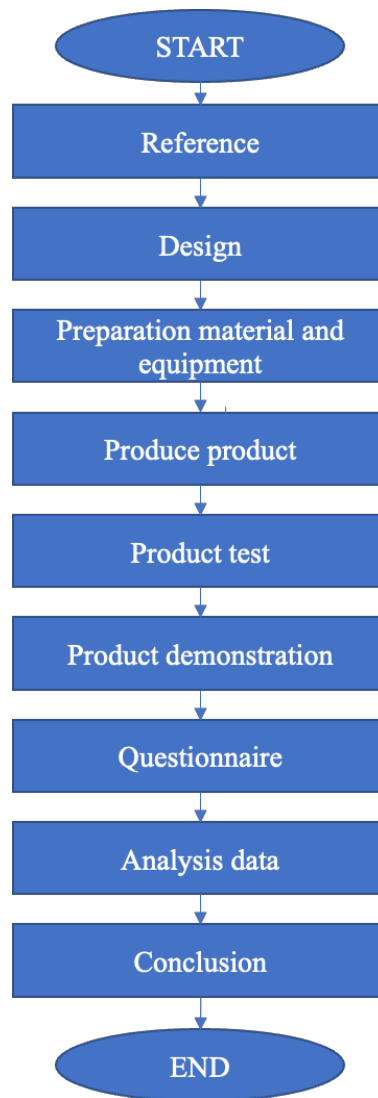 START
Reference
Design
Preparation material and
equipment
Produce product
Product test
Product demonstration
Questionnaire
Analysis data
Conclusion
END